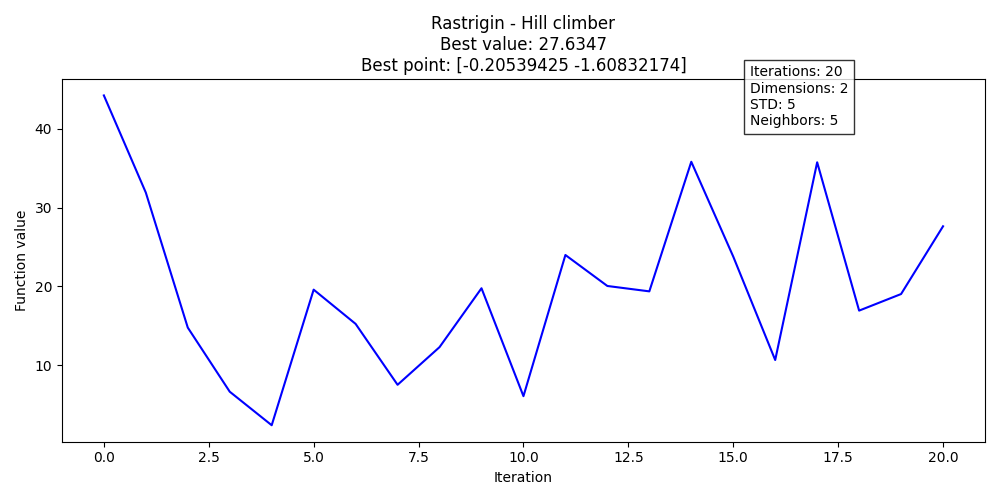 Rastrigin - Hill climber
Best value: 27.6347
Best point: [-0.20539425 -1.60832174]
Iterations: 20
Dimensions: 2
STD: 5
Neighbors: 5
Function value
40
30
20
10
0.0 2.5 5.0 7.5 10.0 12.5 15.0 17.5 20.0
Iteration